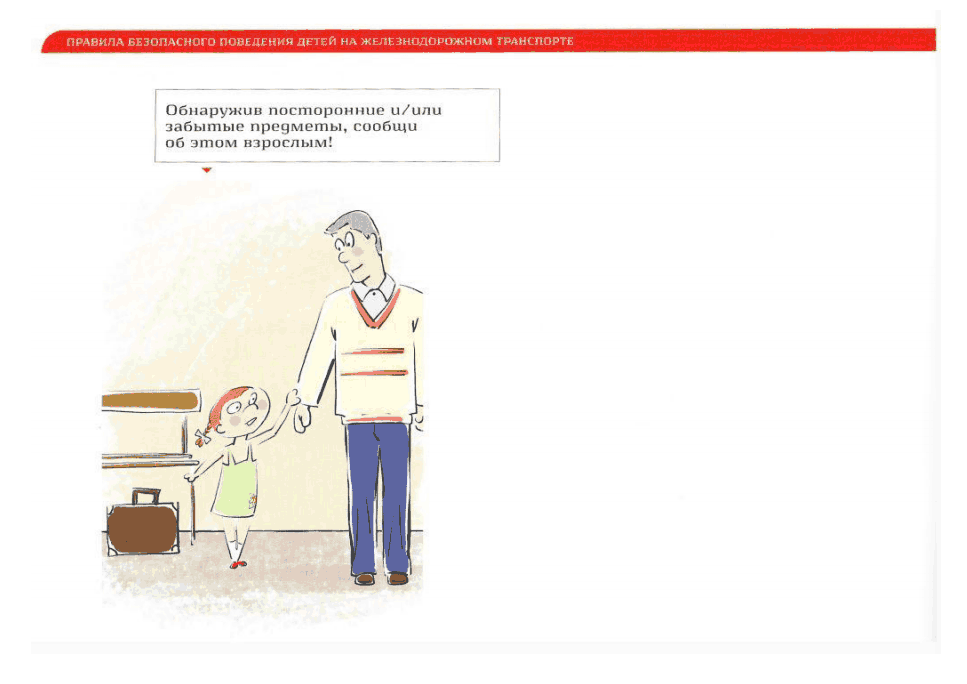 ПРАВИЛА БЕЗОПАСНОГО ПОВЕДЕНИЯ ДЕТЕЙ НА ЖЕЛЕЗНОДОРОЖНОМ ТРАНСПОРТЕ
Обнаружив посторонние и/или
забытые предметы, сообщи
об этом взрослым!